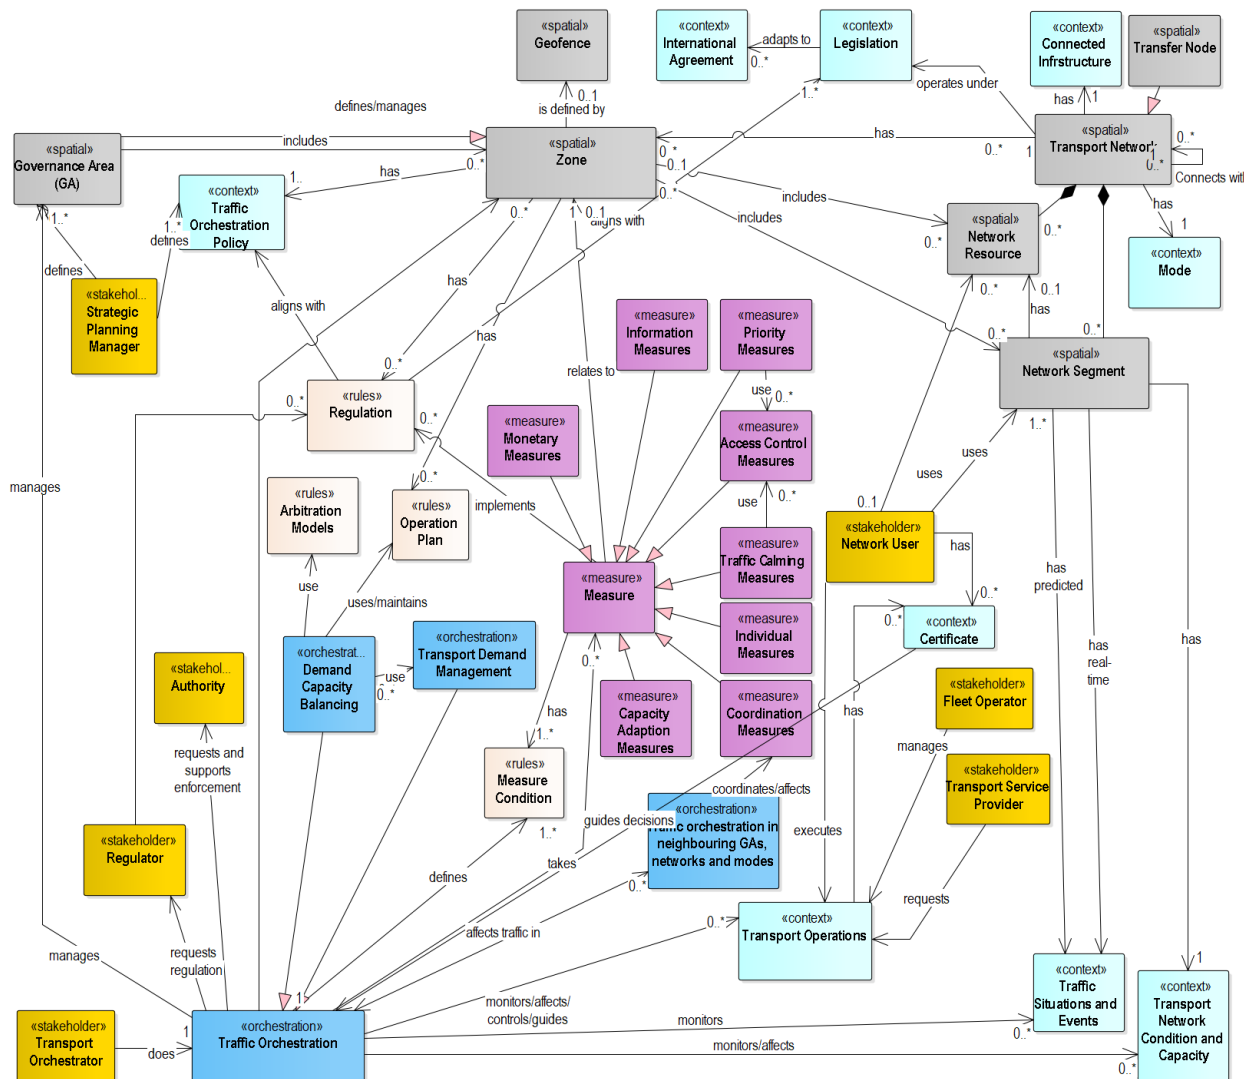 «spatial»
Geofence
«context»
International
Agreement
adapts to
0..*
«context»
Legislation
1..*
«context»
Connected
Infrstructure
«spatial»
Transfer Node
has
1
operates under
0..1
is defined by
defines/manages
includes
0..*
«spatial»
Governance Area
(GA)
1..*
«spatial»
Zone
0..*
0..1
0..*
has
0..*
1
«spatial»
Transport Network
0..*
1
0..*
Connects with
has
1
«context»
Mode
has
1..
«context»
Traffic
Orchestration
Policy
1..*
defines
defines
«stakehol...
Strategic
Planning
Manager
aligns with
0..*
1
0..1
aligns with
includes
0..*
includes
0..*
«spatial»
Network
Resource
0..*
0..*
0..1
has
0..*
«spatial»
Network Segment
1..*
has
has
relates to
«measure»
Information
Measures
«measure»
Priority
Measures
use
0..*
«measure»
Access Control
Measures
use
0..*
«measure»
Monetary
Measures
0..*
«rules»
Regulation
0..*
0..*
0..*
implements
manages
«rules»
Arbitration
Models
«rules»
Operation
Plan
use
uses/maintains
«measure»
Measure
«measure»
Traffic Calming
Measures
«measure»
Individual
Measures
«measure»
Coordination
Measures
«measure»
Capacity
Adaption
Measures
uses
uses
0..1
«stakeholder»
Network User
has
0..*
0..*
«context»
Certificate
has
predicted
has
real-
time
has
1
«orchestrat...
Demand
Capacity
Balancing
use
0..*
«orchestration»
Transport Demand
Management
«stakehol...
Authority
requests and
supports
enforcement
0..*
has
1..*
«rules»
Measure
Condition
1..*
has
«stakeholder»
Fleet Operator
manages
«stakeholder»
Transport Service
Provider
coordinates/affects
«orchestration»
Traffic orchestration in
neighbouring GAs,
networks and modes
0..*
guides decisions
executes
takes
defines
«stakeholder»
Regulator
requests
regulation
manages
affects traffic in
requests
0..*
«context»
Transport Operations
monitors/affects/
controls/guides
monitors
0..*
monitors/affects
0..*
«context»
Traffic
Situations and
Events
«context»
Transport
Network
Condition and
Capacity
1
«stakeholder»
Transport
Orchestrator
does
1
«orchestration»
Traffic Orchestration